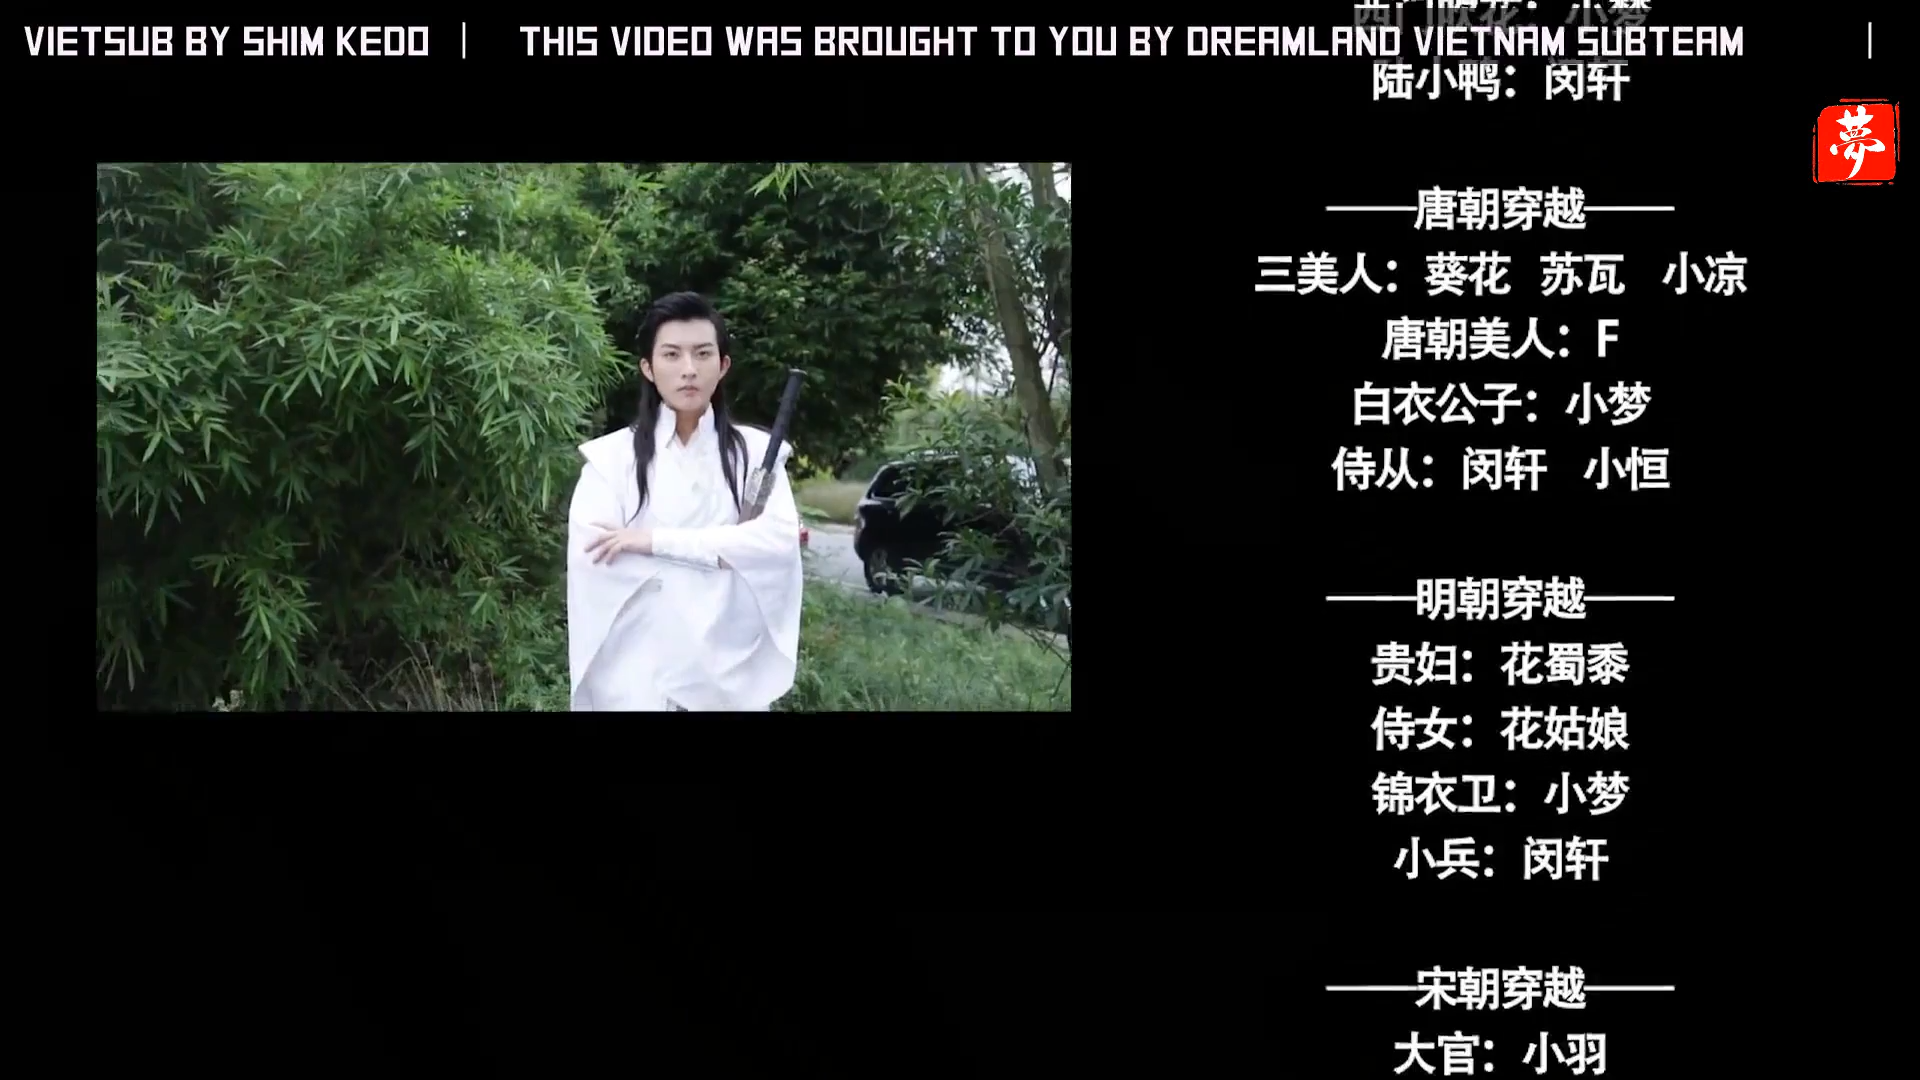 VIETSUB BY SHIM KEDO | THIS VIDEO WAS BROUGHT TO YOU BY DREAMLAND VIETNAM SUBTEAM |
陆小鸭：闵轩
夢
——唐朝穿越——
三美人：葵花 苏瓦 小凉
唐朝美人：F
白衣公子：小梦
侍从：闵轩 小恒
——明朝穿越——
贵妇：花蜀黍
侍女：花姑娘
锦衣卫：小梦
小兵：闵轩
——宋朝穿越——
大官：小羽